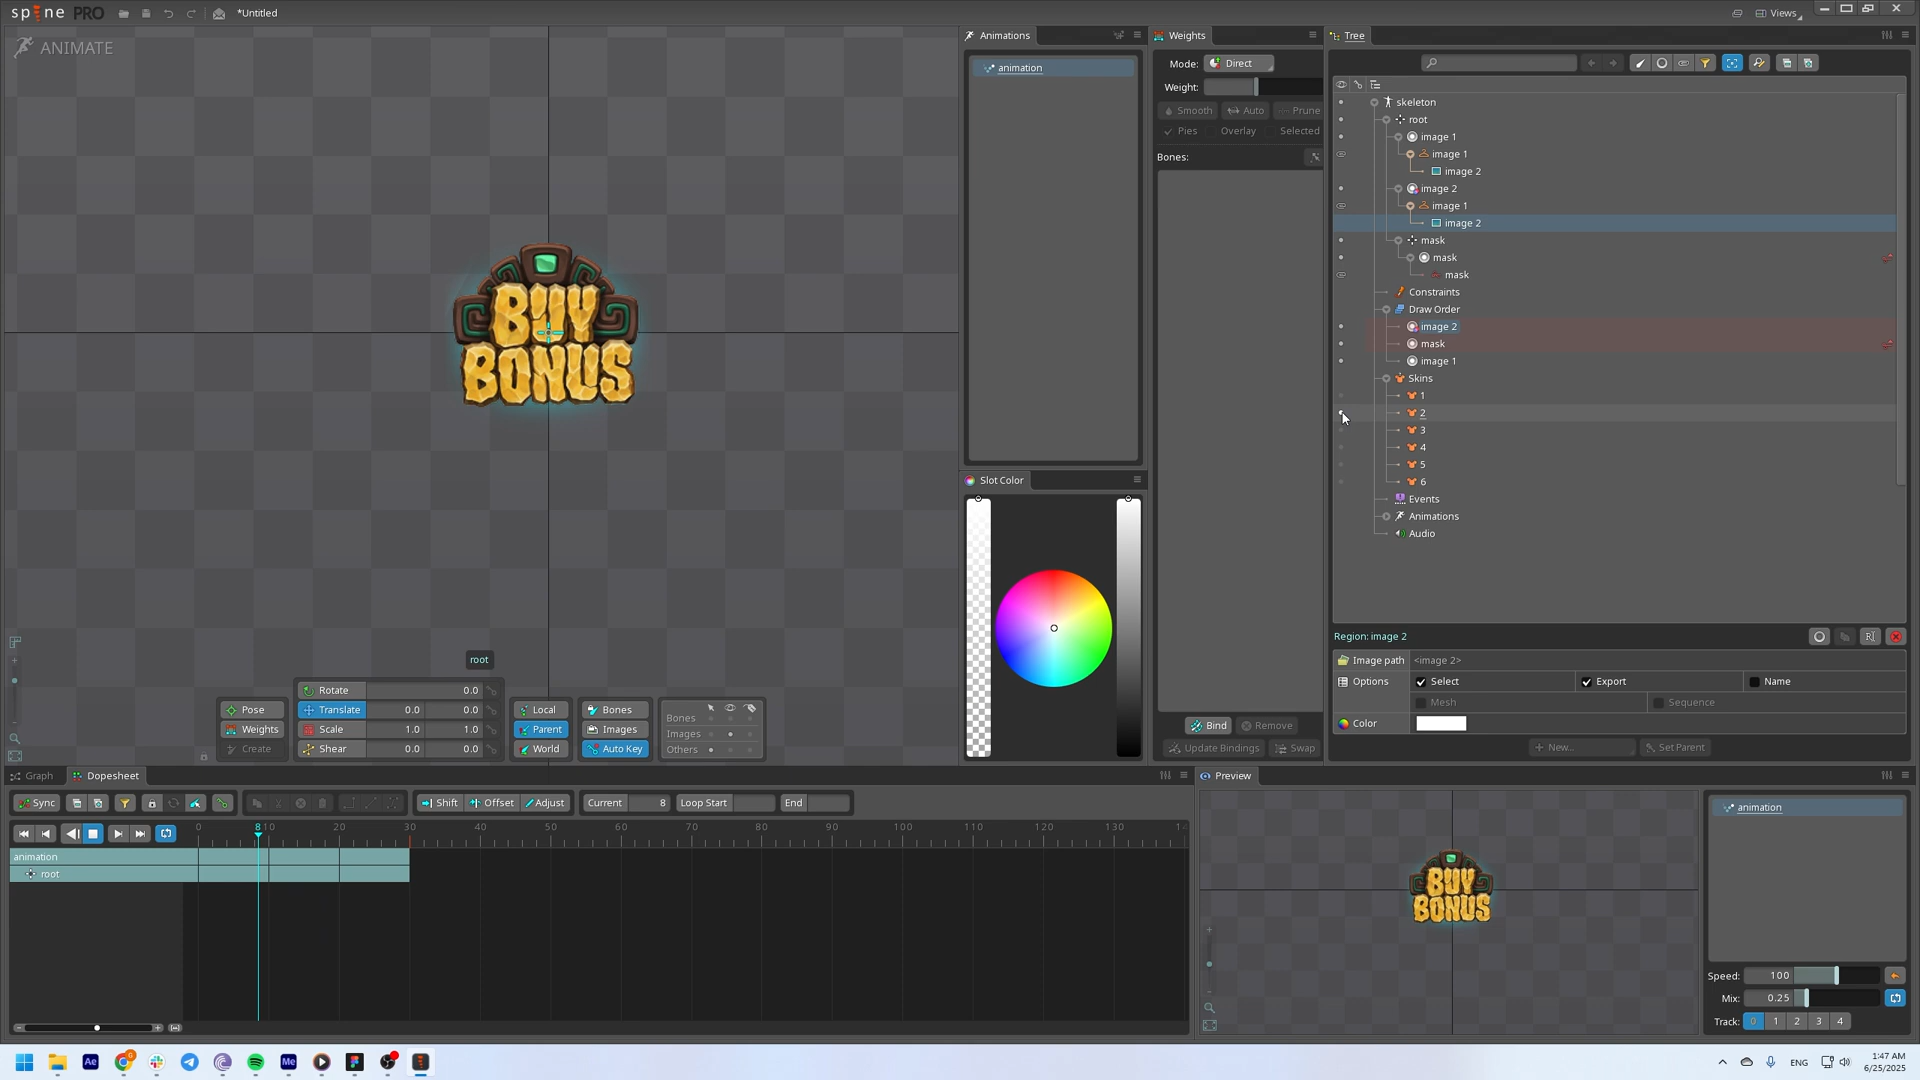 spine PRO
*Untitled
Views
ANIMATE
BUY
BONUS
root
Pose
Weights
Create
Rotate 0.0
Translate 0.0 0.0
Scale 1.0 1.0
Shear 0.0 0.0
Local
Parent
World
Bones
Images
Auto Key
Bones
Images
Others
Animations
animation
Slot Color
Weights
Mode: Direct
Weight:
Smooth Auto Prune
Pies Overlay Selected
Bones:
Bind Remove
Update Bindings Swap
Tree
skeleton
root
image 1
image 1
image 2
image 2
image 1
image 2
mask
mask
mask
Constraints
Draw Order
image 2
mask
image 1
Skins
1
2
3
4
5
6
Events
Animations
Audio
Region: image 2
Image path <image 2>
Options Select Export Name
Mesh Sequence
Color
+ New... Set Parent
Graph Dopesheet
Sync Shift Offset Adjust Current 8 Loop Start End
0 8 10 20 30 40 50 60 70 80 90 100 110 120 130
animation
root
Preview
BUY
BONUS
animation
Speed: 100
Mix: 0.25
Track: 0 1 2 3 4
Ae
Me
ENG
1:47 AM
6/25/2025